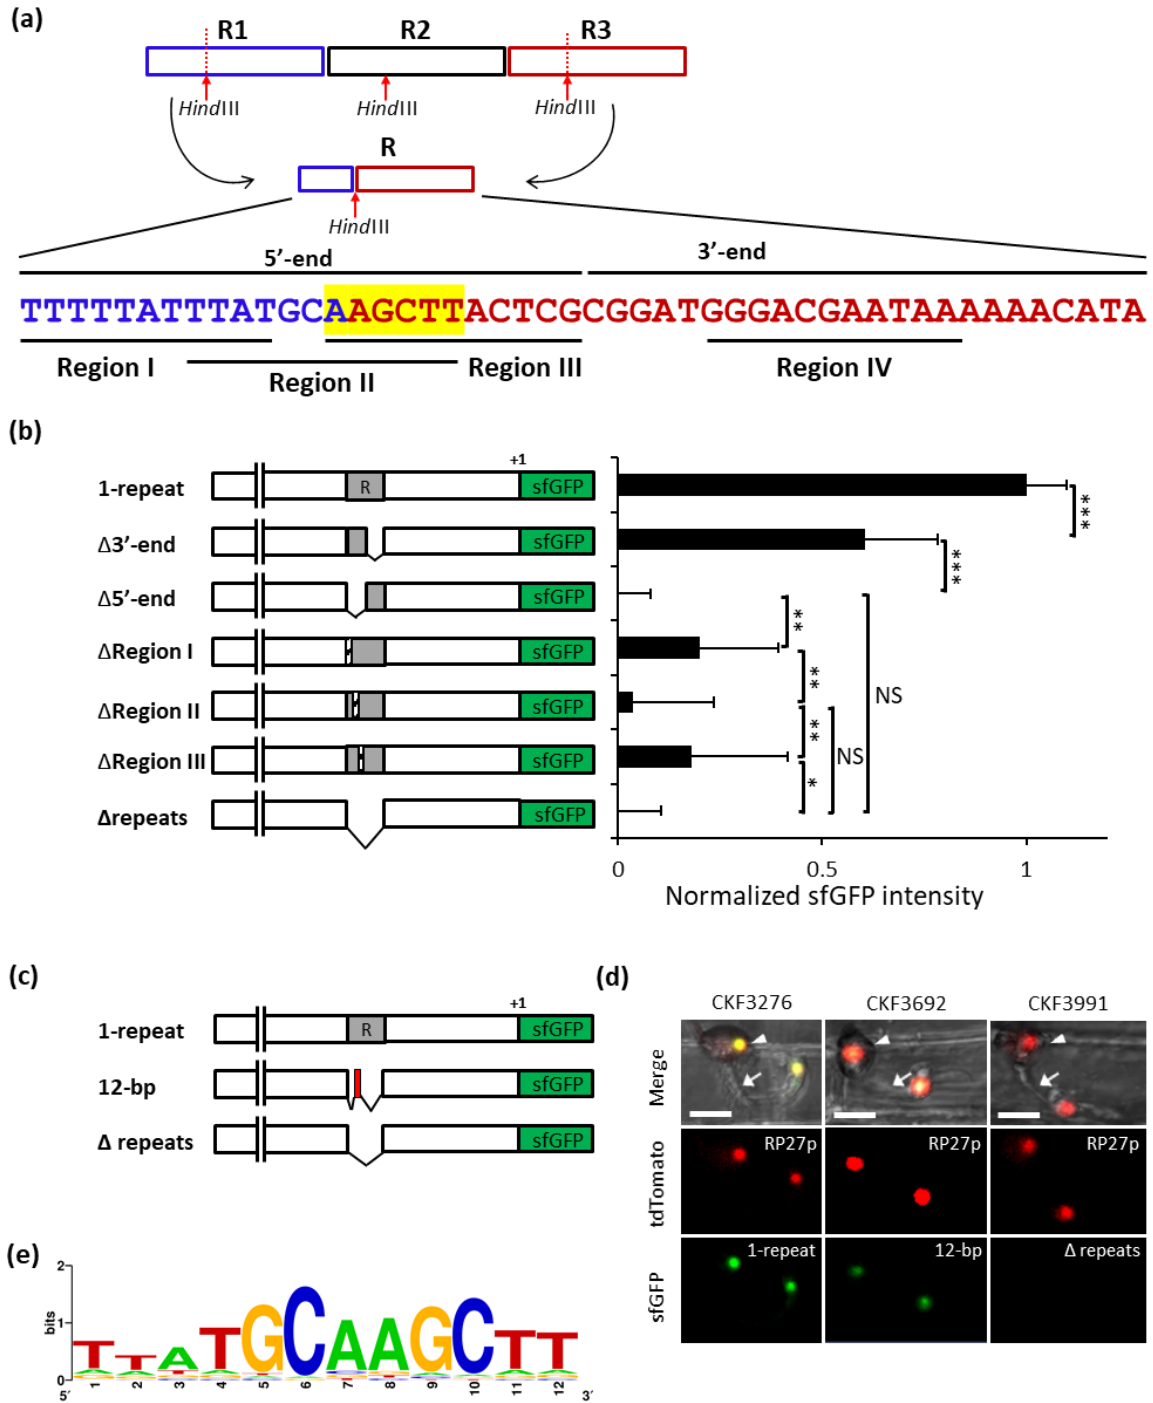 (a)
R1 R2 R3
HindIII HindIII HindIII
R
HindIII
5’-end 3’-end
TTTTTATTTATGCAAGCTTACTCGCGGATGGGACGAATAAAAAACATA
Region I Region II Region III Region IV
(b)
+1
1-repeat R sfGFP
***
Δ3’-end sfGFP
***
Δ5’-end sfGFP
**
ΔRegion I sfGFP
**
NS
ΔRegion II sfGFP
**
ΔRegion III sfGFP
NS
*
Δrepeats sfGFP
0 0.5 1
Normalized sfGFP intensity
(c)
+1
1-repeat R sfGFP
12-bp sfGFP
Δ repeats sfGFP
(d)
CKF3276 CKF3692 CKF3991
Merge
tdTomato
RP27p RP27p RP27p
sfGFP
1-repeat 12-bp Δ repeats
(e)
bits
2
1
0
TTATGCAAGCTT
5′ 1 2 3 4 5 6 7 8 9 10 11 12 3′